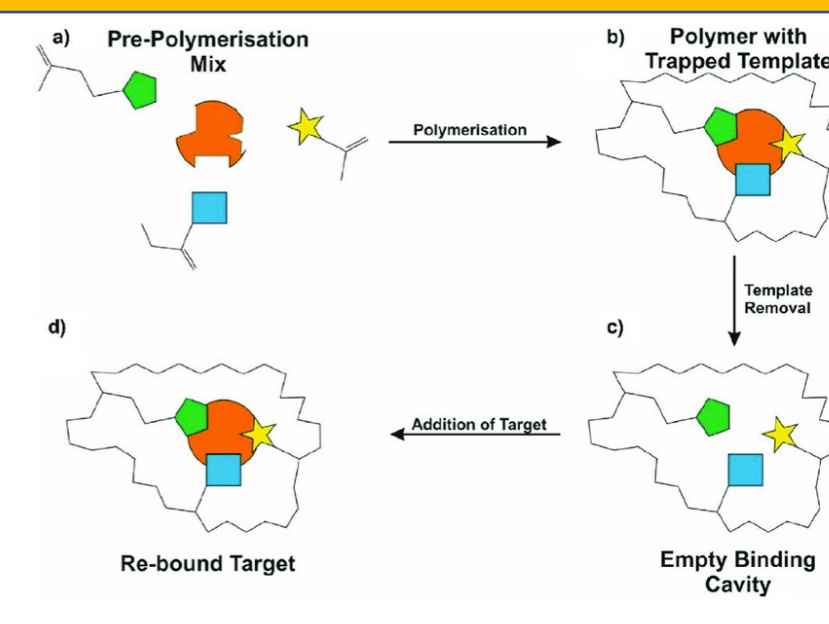 a)
Pre-Polymerisation
Mix
Polymerisation
b)
Polymer with
Trapped Template
Template
Removal
c)
Empty Binding
Cavity
Addition of Target
d)
Re-bound Target